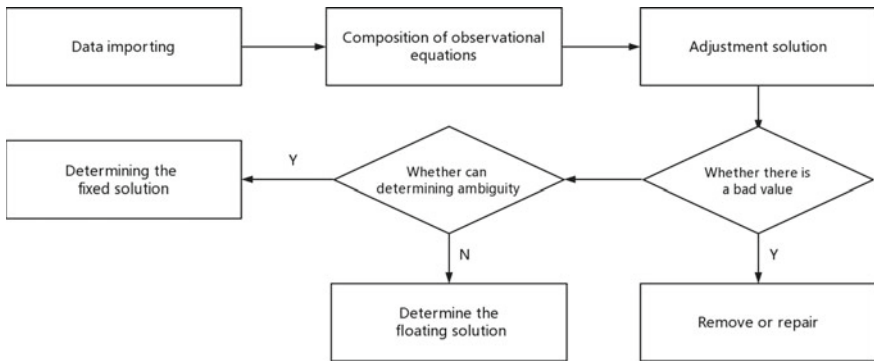 Data importing
Composition of observational
equations
Adjustment solution
Determining the
fixed solution
Y
Whether can
determining ambiguity
Whether there is
a bad value
N
Y
Determine the
floating solution
Remove or repair